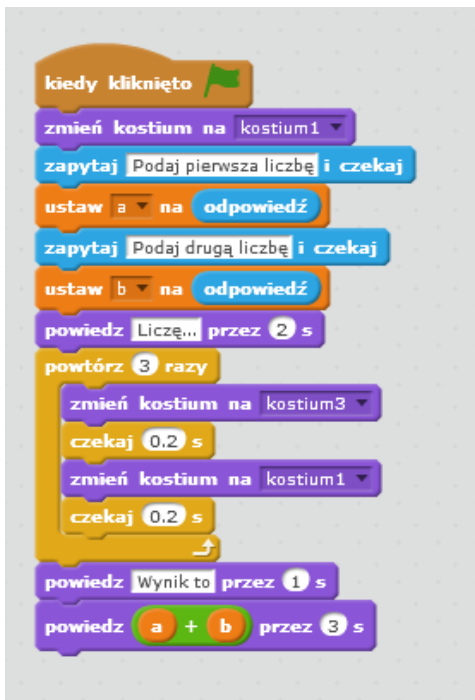 kiedy kliknięto
zmień kostium na kostium1
zapytaj Podaj pierwsza liczbę i czekaj
ustaw a na odpowiedź
zapytaj Podaj drugą liczbę i czekaj
ustaw b na odpowiedź
powiedz Liczę... przez 2 s
powtórz 3 razy
zmień kostium na kostium3
czekaj 0.2 s
zmień kostium na kostium1
czekaj 0.2 s
powiedz Wynik to przez 1 s
powiedz a + b przez 3 s